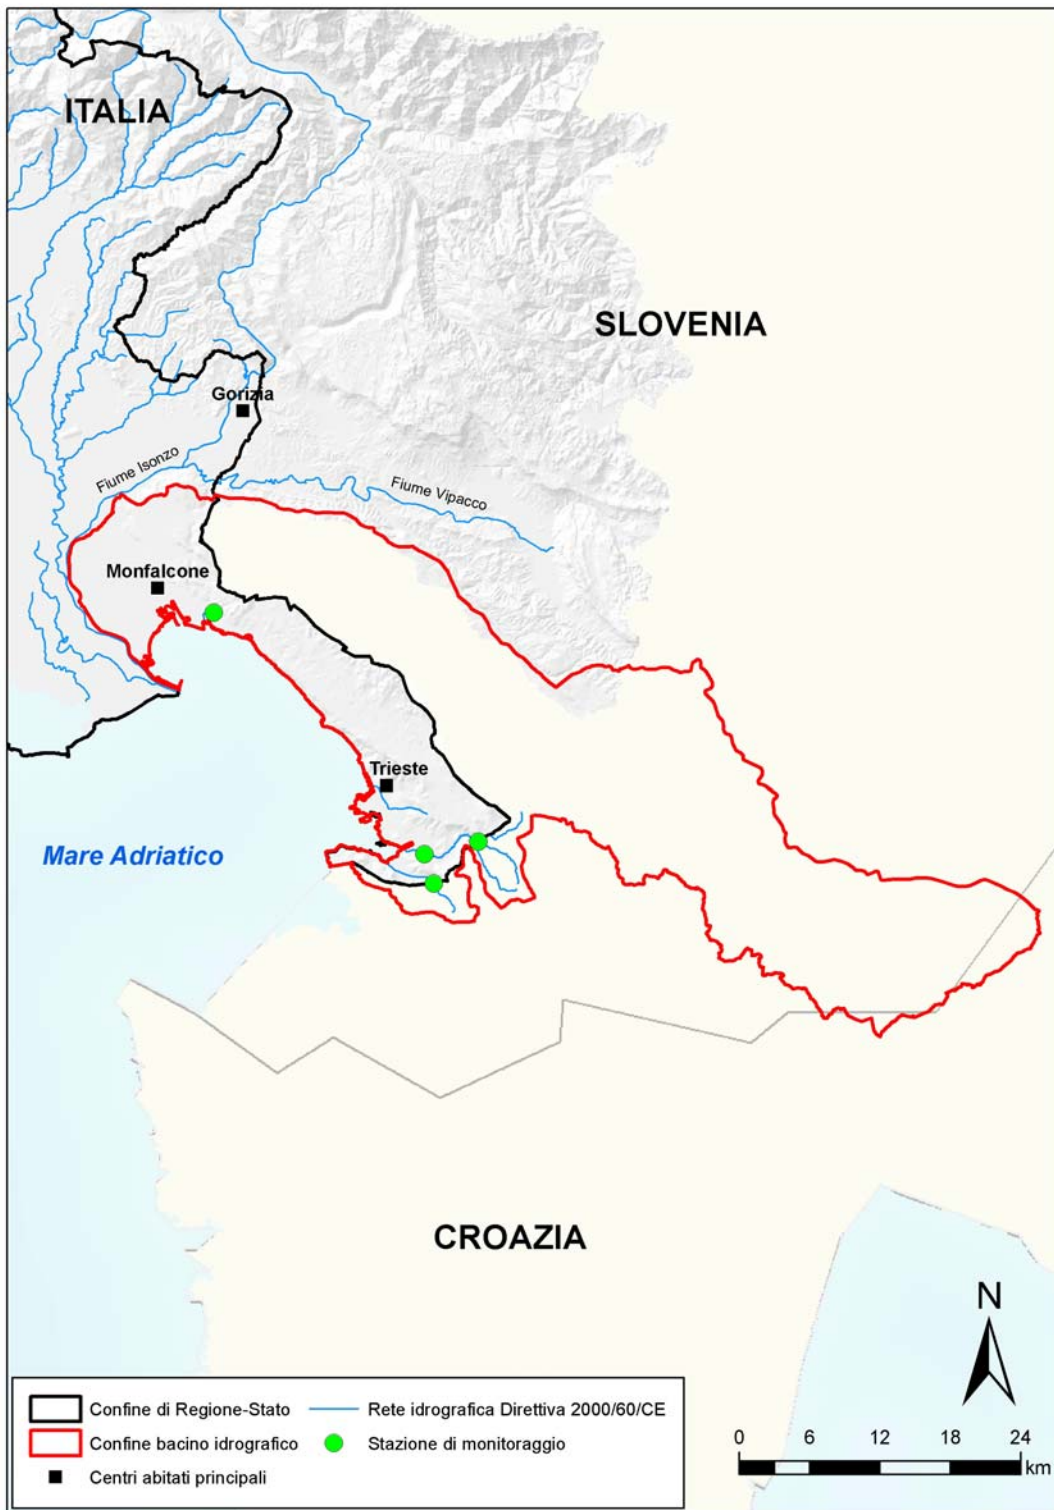 ITALIA
SLOVENIA
Gorizia
Fiume Isonzo
Fiume Vipacco
Monfalcone
Trieste
Mare Adriatico
CROAZIA
N
Confine di Regione-Stato
Rete idrografica Direttiva 2000/60/CE
Confine bacino idrografico
Stazione di monitoraggio
Centri abitati principali
0 6 12 18 24
km